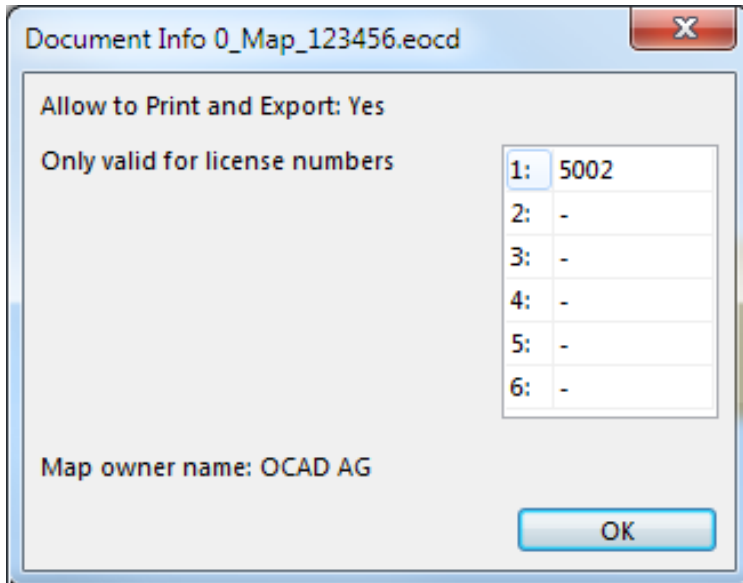 Document Info 0_Map_123456.eocd
Allow to Print and Export: Yes
Only valid for license numbers
1: 5002
2: -
3: -
4: -
5: -
6: -
Map owner name: OCAD AG
OK